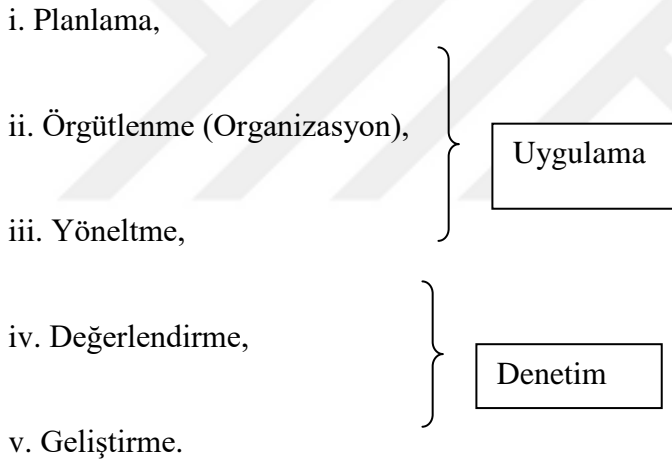 i. Planlama,
ii. Örgütlenme (Organizasyon),
Uygulama
iii. Yöneltme,
iv. Değerlendirme,
Denetim
v. Geliştirme.